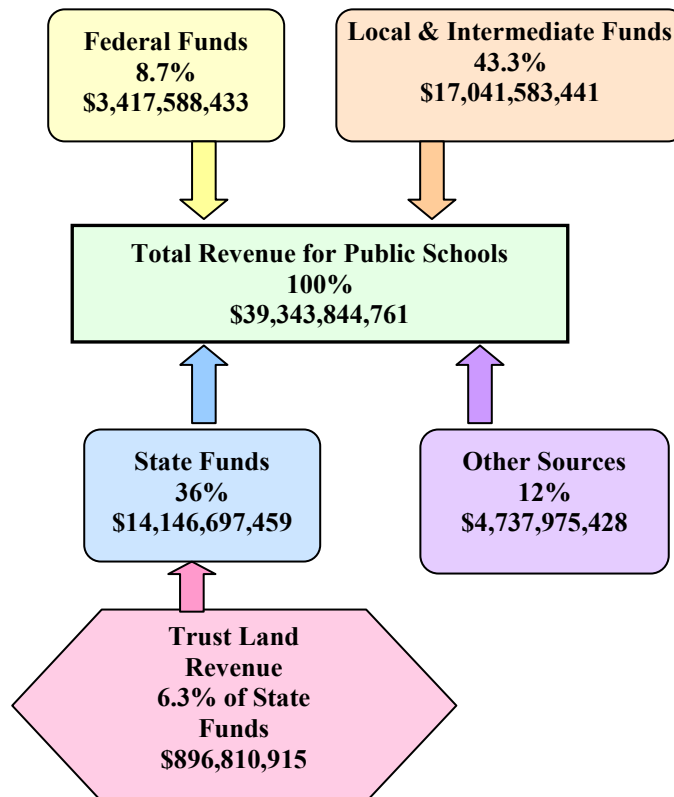 Federal Funds
8.7%
$3,417,588,433
Local & Intermediate Funds
43.3%
$17,041,583,441
Total Revenue for Public Schools
100%
$39,343,844,761
State Funds
36%
$14,146,697,459
Other Sources
12%
$4,737,975,428
Trust Land
Revenue
6.3% of State
Funds
$896,810,915